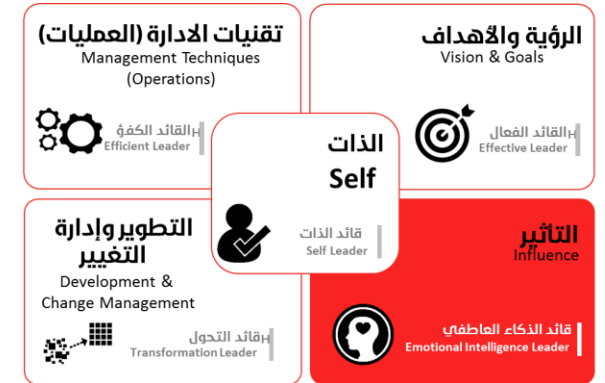 تقنيات الادارة (العمليات)
Management Techniques
(Operations)
القائد الكفؤ
Efficient Leader
الرؤية والأهداف
Vision & Goals
القائد الفعال
Effective Leader
الذات
Self
قائد الذات
Self Leader
التطوير وإدارة
التغيير
Development &
Change Management
قائد التحول
Transformation Leader
التأثير
Influence
قائد الذكاء العاطفي
Emotional Intelligence Leader